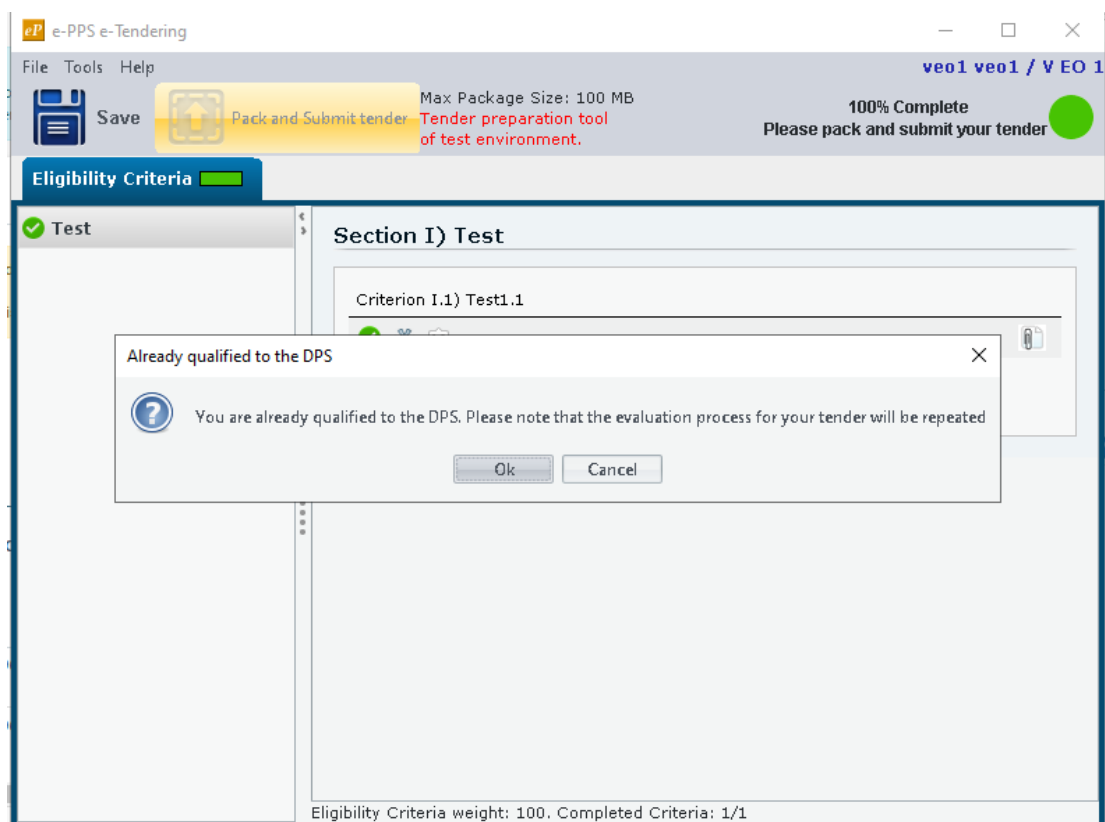 eP e-PPS e-Tendering
File Tools Help
veo1 veo1 / V EO 1
Save
Pack and Submit tender
Max Package Size: 100 MB
Tender preparation tool
of test environment.
100% Complete
Please pack and submit your tender
Eligibility Criteria
Test
Section I) Test
Criterion I.1) Test1.1
Already qualified to the DPS
You are already qualified to the DPS. Please note that the evaluation process for your tender will be repeated
Ok
Cancel
Eligibility Criteria weight: 100. Completed Criteria: 1/1